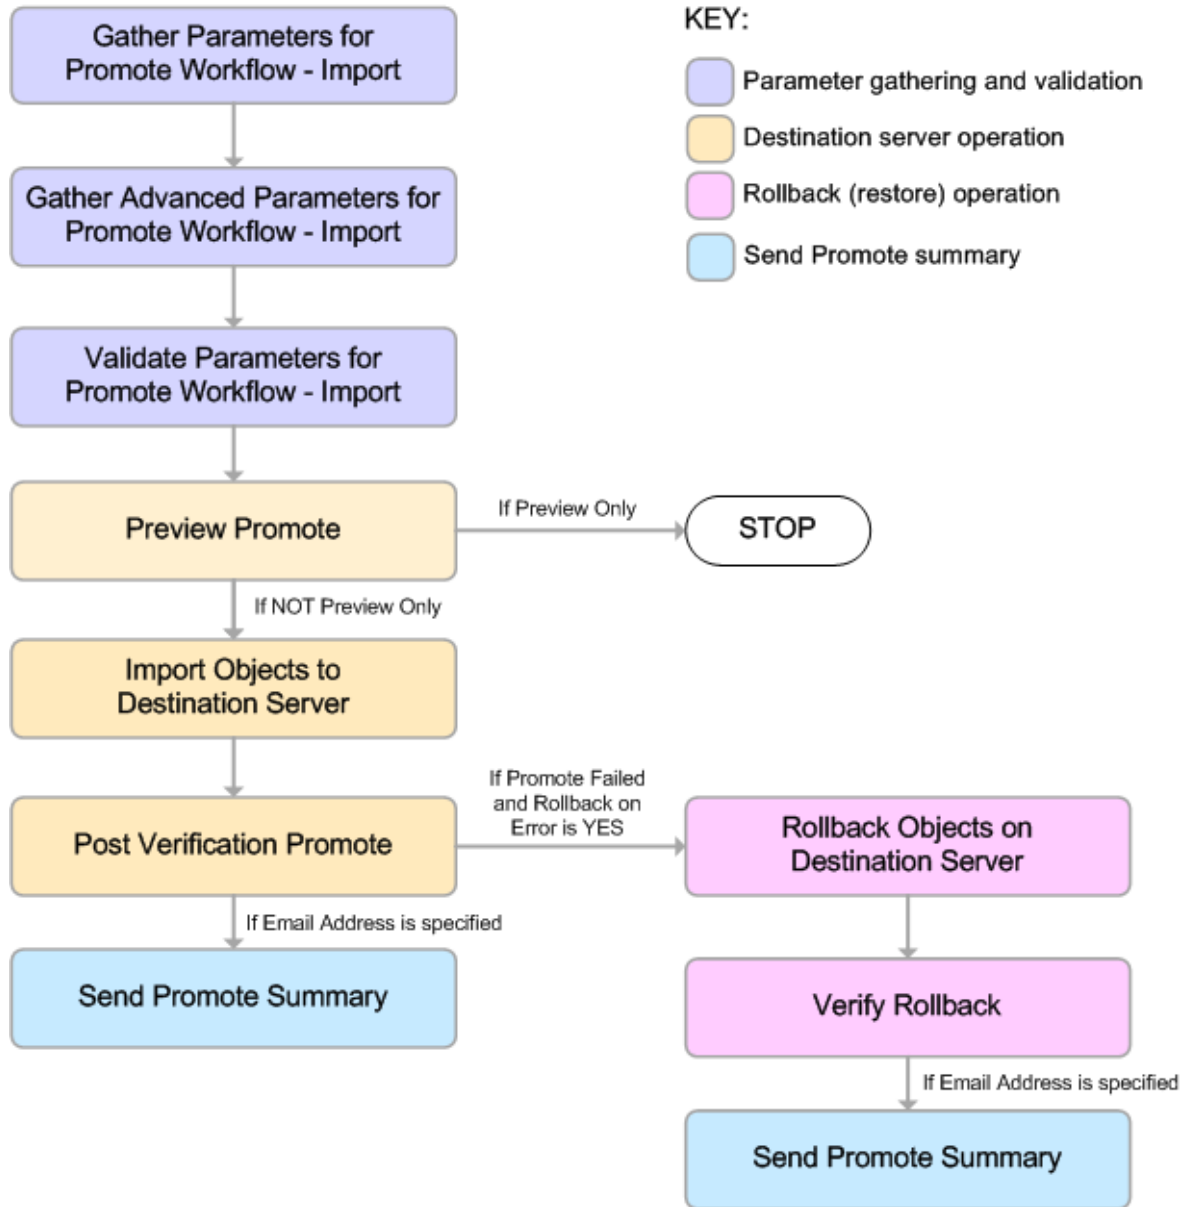 Gather Parameters for
Promote Workflow - Import
KEY:
Parameter gathering and validation
Destination server operation
Rollback (restore) operation
Send Promote summary
Gather Advanced Parameters for
Promote Workflow - Import
Validate Parameters for
Promote Workflow - Import
Preview Promote
If Preview Only
STOP
If NOT Preview Only
Import Objects to
Destination Server
Post Verification Promote
If Promote Failed
and Rollback on
Error is YES
Rollback Objects on
Destination Server
If Email Address is specified
Send Promote Summary
Verify Rollback
If Email Address is specified
Send Promote Summary